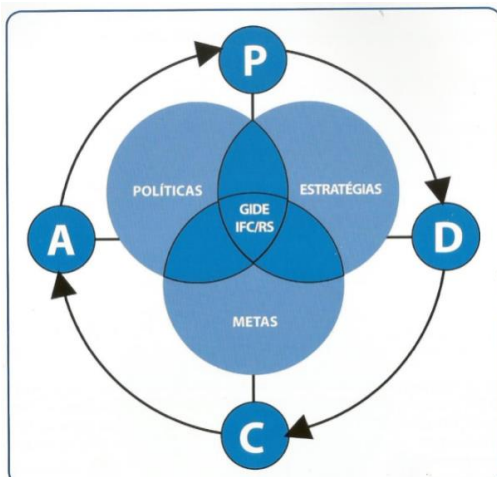 P
POLÍTICAS
ESTRATÉGIAS
GIDE
IFC/RS
A
D
METAS
C